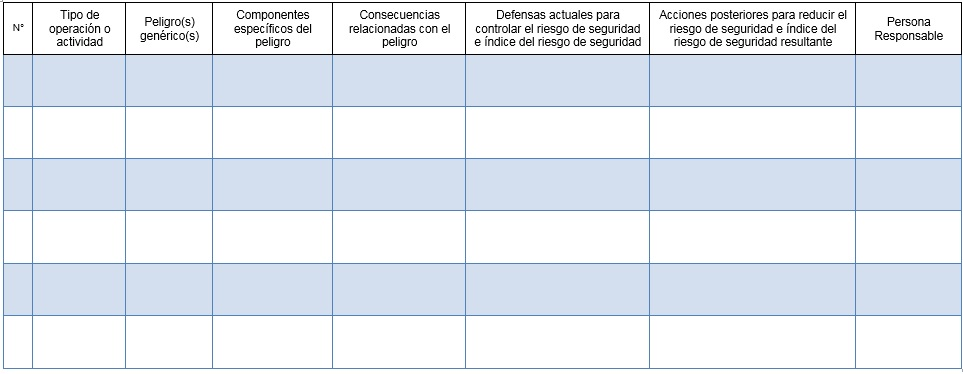 N°
Tipo de
operación o
actividad
Peligro(s)
genérico(s)
Componentes
específicos del
peligro
Consecuencias
relacionadas con el
peligro
Defensas actuales para
controlar el riesgo de seguridad
e índice del riesgo de seguridad
Acciones posteriores para reducir el
riesgo de seguridad e índice del
riesgo de seguridad resultante
Persona
Responsable